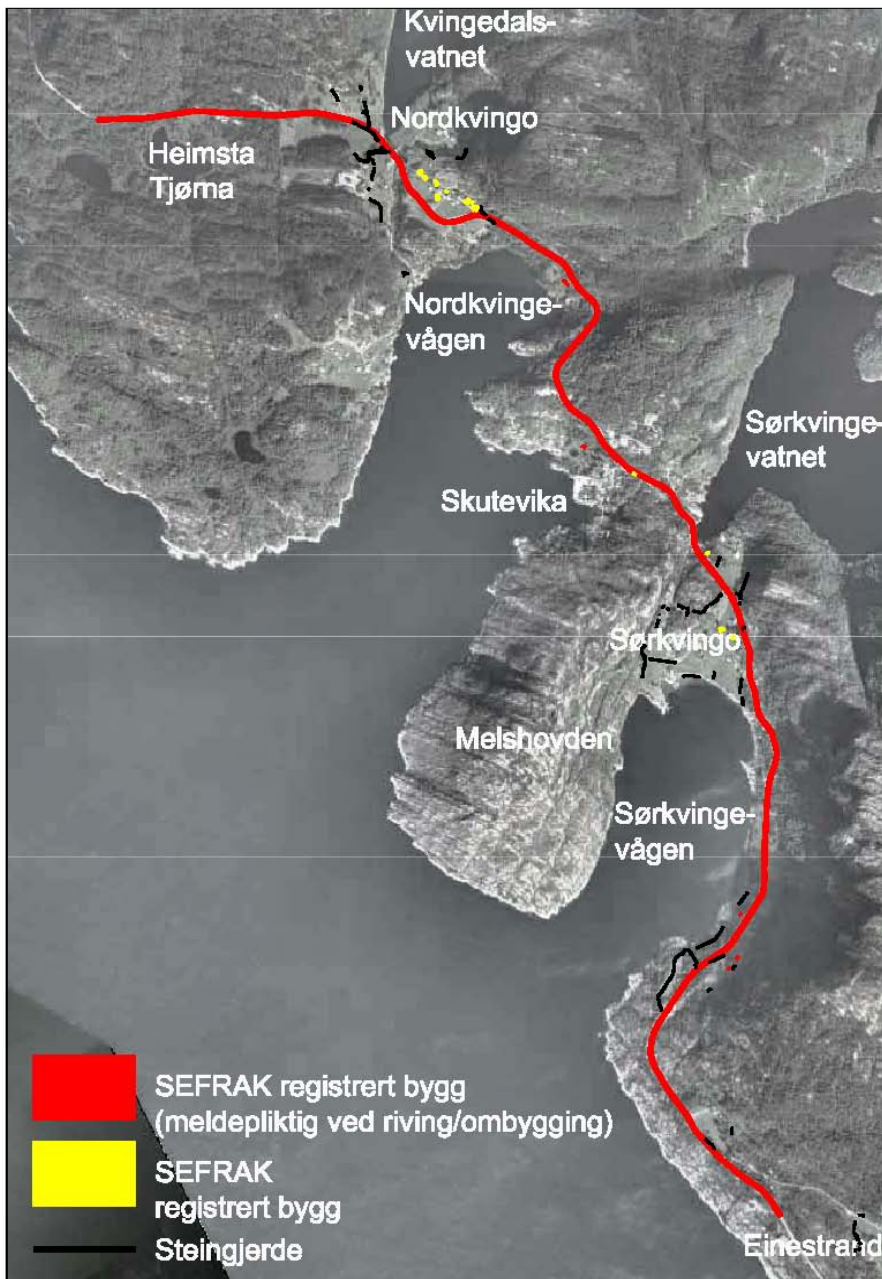 Kvingedals-
vatnet
Nordkvingo
Heimsta
Tjørna
Nordkvinge-
vågen
Sørkvinge-
vatnet
Skutevika
Sørkvingo
Melshovden
Sørkvinge-
vågen
SEFRAK registrert bygg
(meldepliktig ved riving/ombygging)
SEFRAK
registrert bygg
Steingjerde
Einestrand